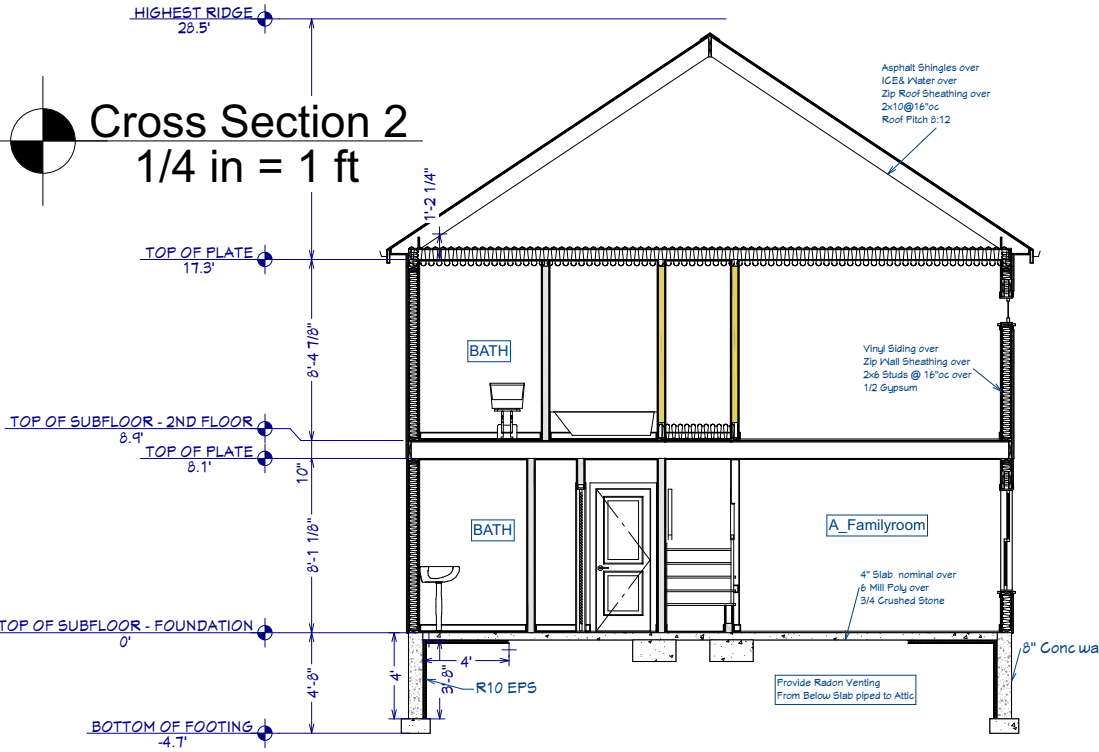 HIGHEST RIDGE
28.5'
Cross Section 2
1/4 in = 1 ft
Asphalt Shingles over
ICE& Water over
Zip Roof Sheathing over
2x10@16"oc
Roof Pitch 8:12
1'-2 1/4"
TOP OF PLATE
17.3'
8'-4 7/8"
BATH
Vinyl Siding over
Zip Wall Sheathing over
2x6 Studs @ 16"oc over
1/2 Gypsum
TOP OF SUBFLOOR - 2ND FLOOR
8.9'
TOP OF PLATE
8.1'
10"
8'-1 1/8"
BATH
A_Familyroom
4" Slab nominal over
6 Mill Poly over
3/4 Crushed Stone
TOP OF SUBFLOOR - FOUNDATION
0'
4'-8"
4'
3'-8"
4'
R10 EPS
8" Conc wa
Provide Radon Venting
From Below Slab piped to Attic
BOTTOM OF FOOTING
-4.7'